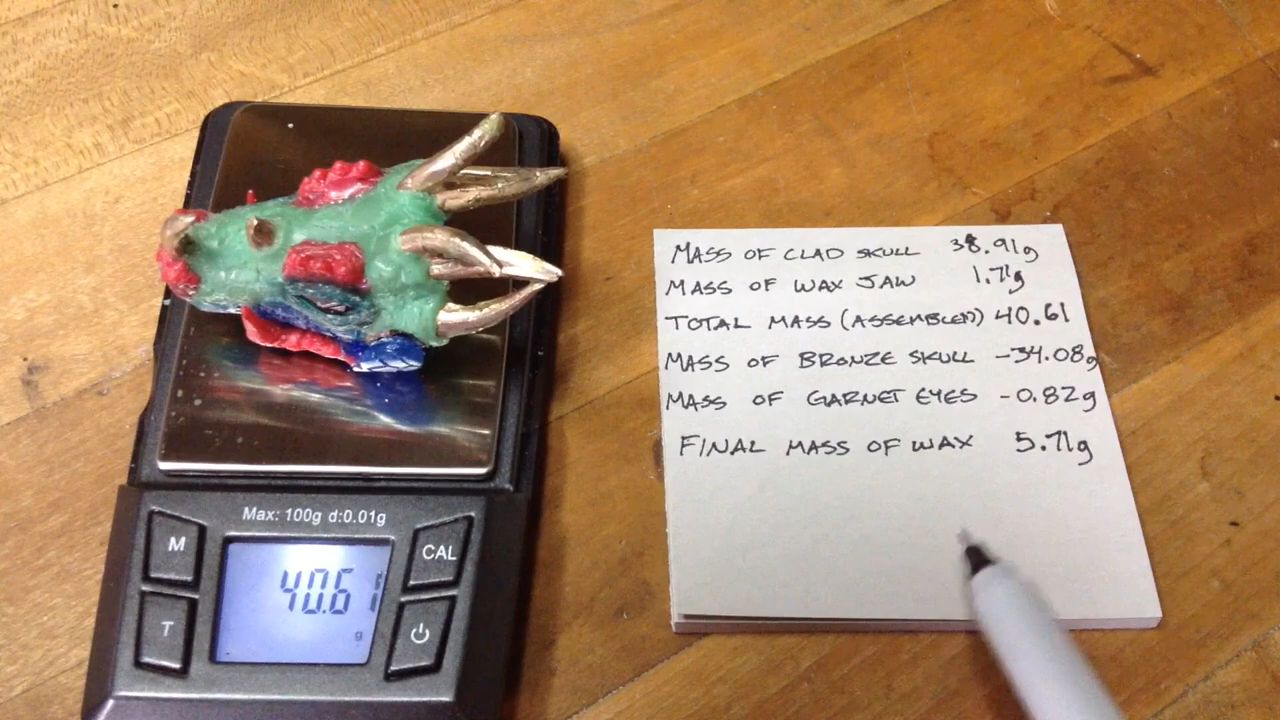 MASS OF CLAD SKULL 38.91g
MASS OF WAX JAW 1.71g
TOTAL MASS (ASSEMBLED) 40.61
MASS OF BRONZE SKULL -34.08g
MASS OF GARNET EYES -0.82g
FINAL MASS OF WAX 5.71g
Max: 100g d:0.01g
M
CAL
40.6
g
T